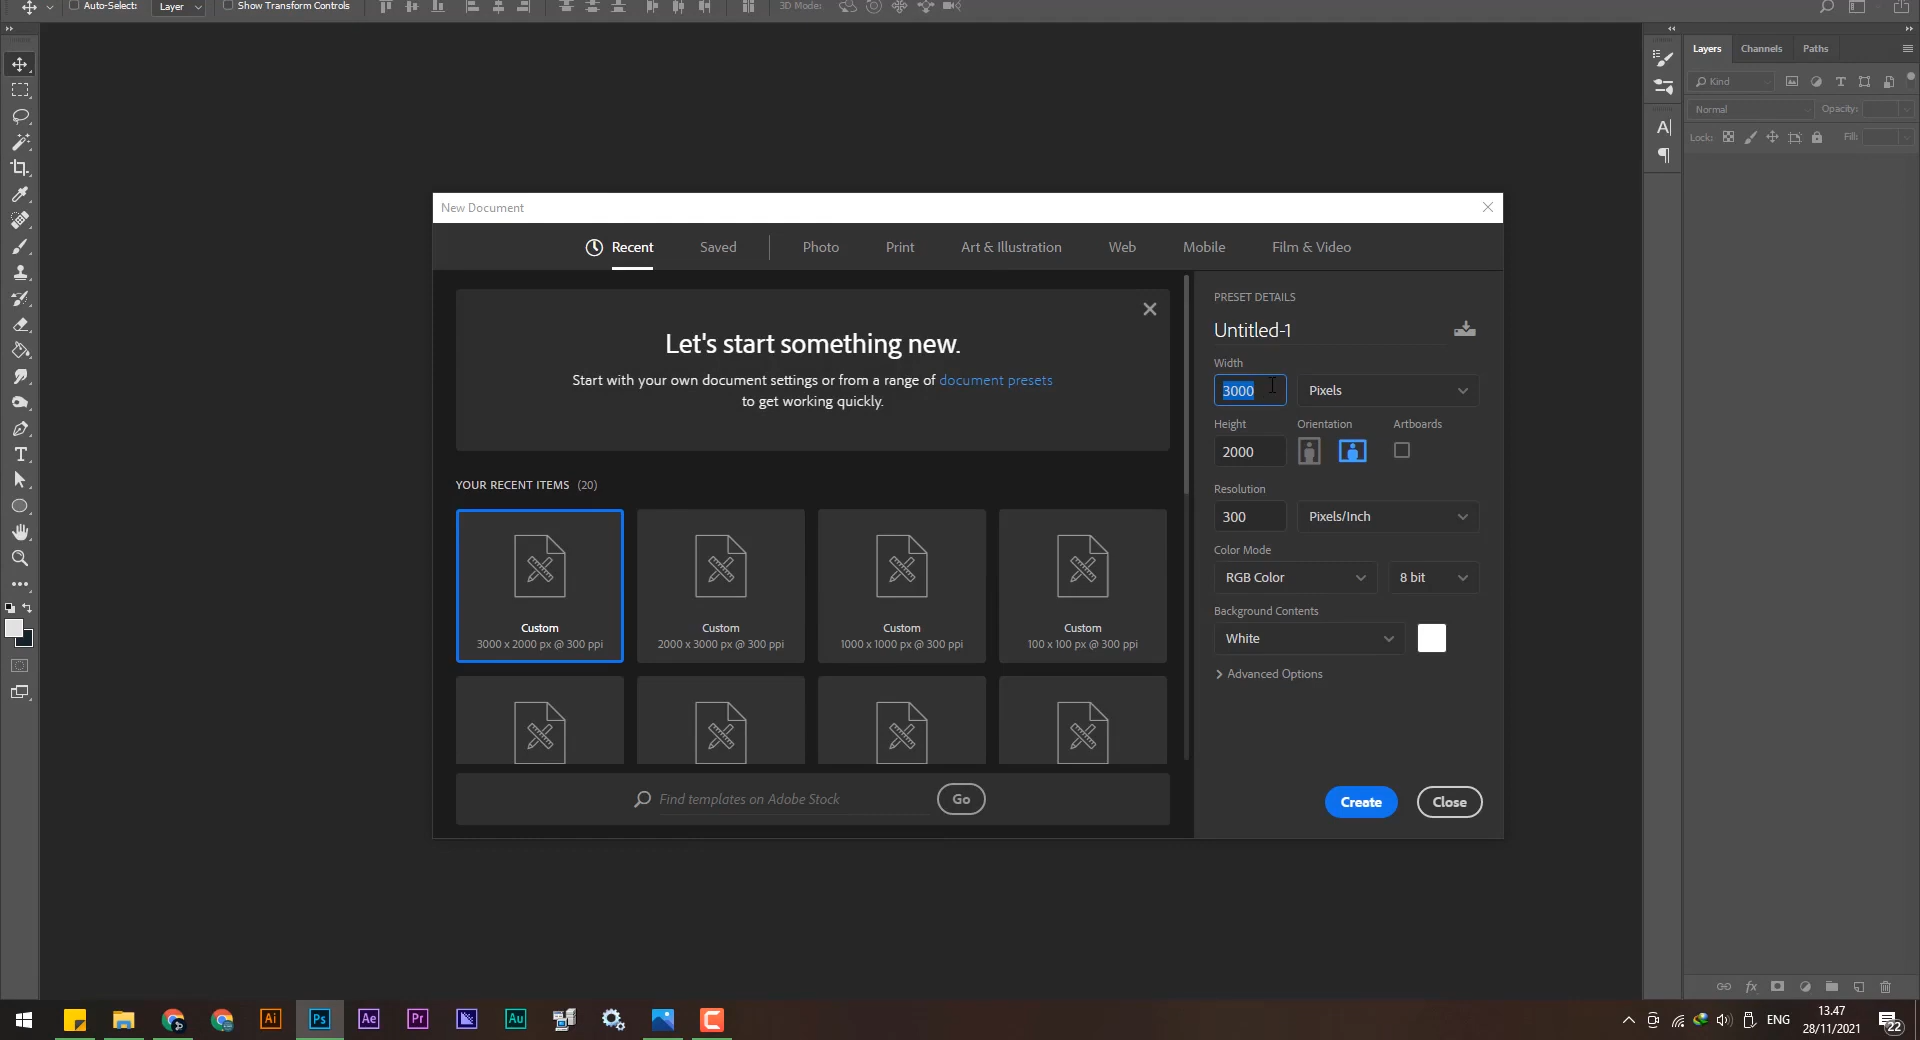 Auto-Select:
Layer
Show Transform Controls
3D Mode:
Layers
Channels
Paths
Kind
Normal
Opacity:
Lock:
Fill:
New Document
Recent
Saved
Photo
Print
Art & Illustration
Web
Mobile
Film & Video
Let's start something new.
Start with your own document settings or from a range of document presets
to get working quickly.
YOUR RECENT ITEMS (20)
Custom
3000 x 2000 px @ 300 ppi
Custom
2000 x 3000 px @ 300 ppi
Custom
1000 x 1000 px @ 300 ppi
Custom
100 x 100 px @ 300 ppi
Find templates on Adobe Stock
Go
PRESET DETAILS
Untitled-1
Width
3000
Pixels
Height
Orientation
Artboards
2000
Resolution
300
Pixels/Inch
Color Mode
RGB Color
8 bit
Background Contents
White
Advanced Options
Create
Close
fx
Ai
Ps
Ae
Pr
Au
ENG
13.47
28/11/2021
22